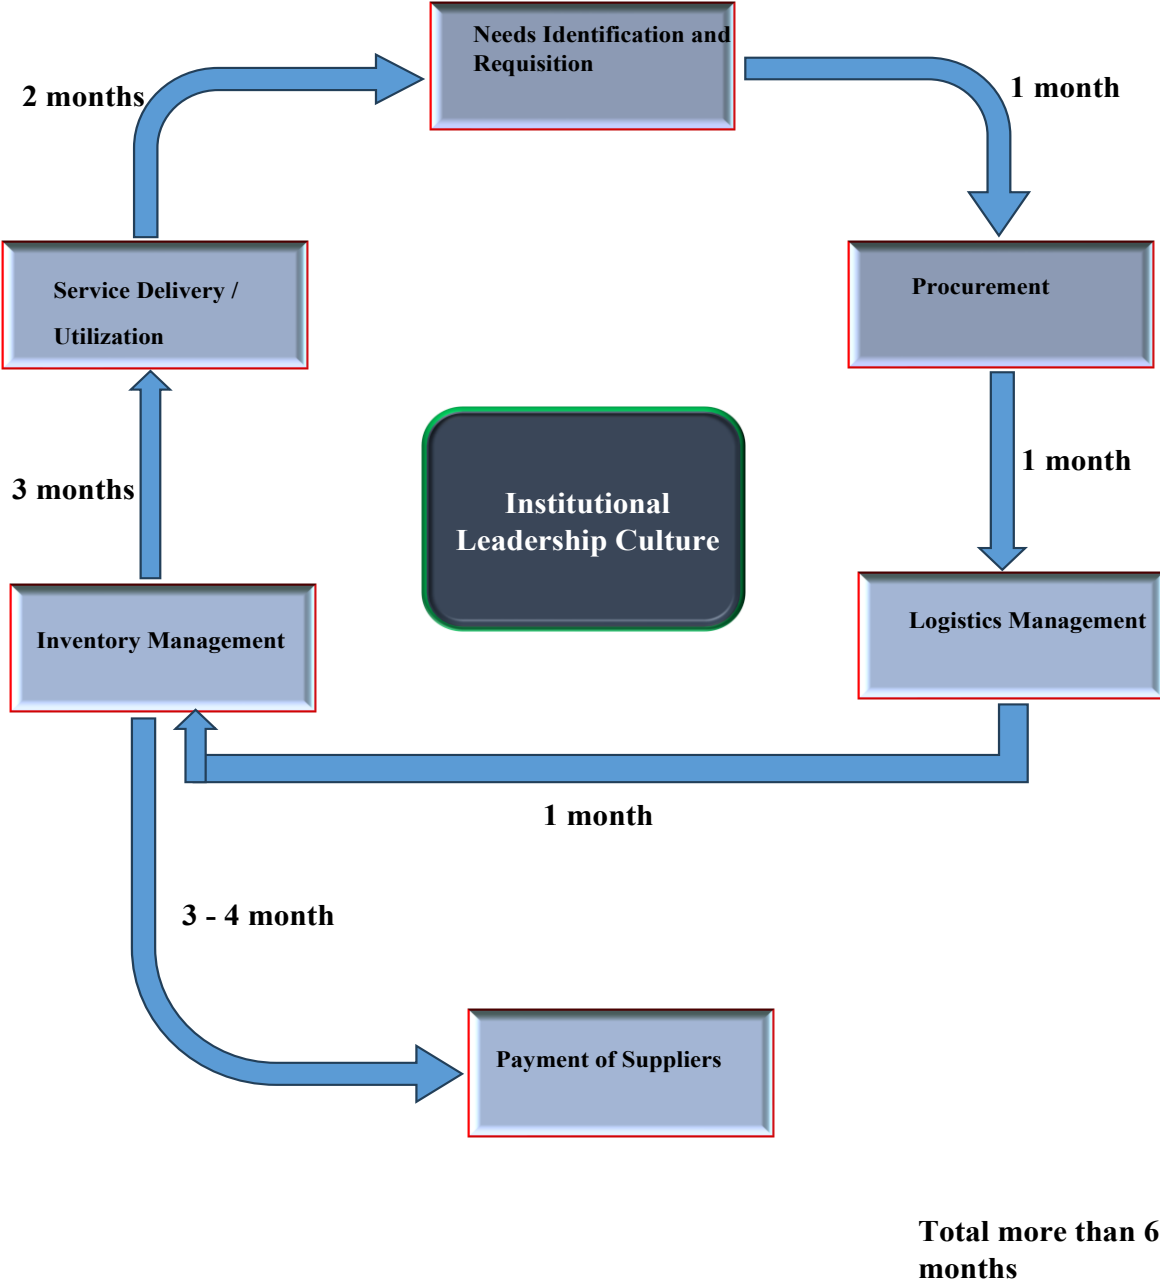 Needs Identification and
Requisition
2 months
1 month
Service Delivery /
Utilization
Procurement
3 months
Institutional
Leadership Culture
1 month
Inventory Management
Logistics Management
1 month
3 - 4 month
Payment of Suppliers
Total more than 6
months